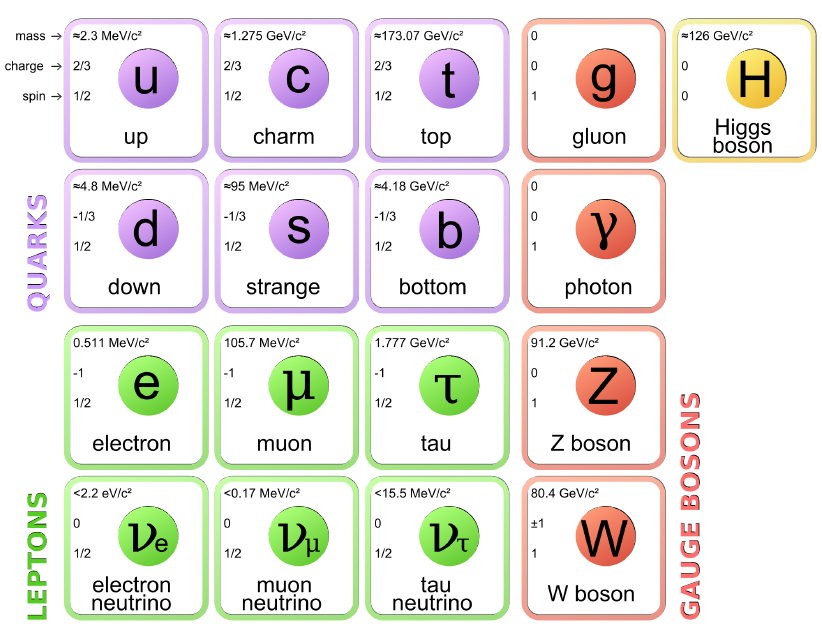 mass → ≈2.3 MeV/c² ≈1.275 GeV/c² ≈173.07 GeV/c² 0 ≈126 GeV/c²
charge → 2/3 2/3 2/3 0 0
spin → 1/2 1/2 1/2 1 0
u c t g H
up charm top gluon Higgs
boson
QUARKS
≈4.8 MeV/c² ≈95 MeV/c² ≈4.18 GeV/c² 0
-1/3 -1/3 -1/3 0
1/2 1/2 1/2 1
d s b γ
down strange bottom photon
0.511 MeV/c² 105.7 MeV/c² 1.777 GeV/c² 91.2 GeV/c²
-1 -1 -1 0
1/2 1/2 1/2 1
e μ τ Z
electron muon tau Z boson
LEPTONS
<2.2 eV/c² <0.17 MeV/c² <15.5 MeV/c² 80.4 GeV/c²
0 0 0 ±1
1/2 1/2 1/2 1
νe νμ ντ W
electron muon tau W boson
neutrino neutrino neutrino
GAUGE BOSONS